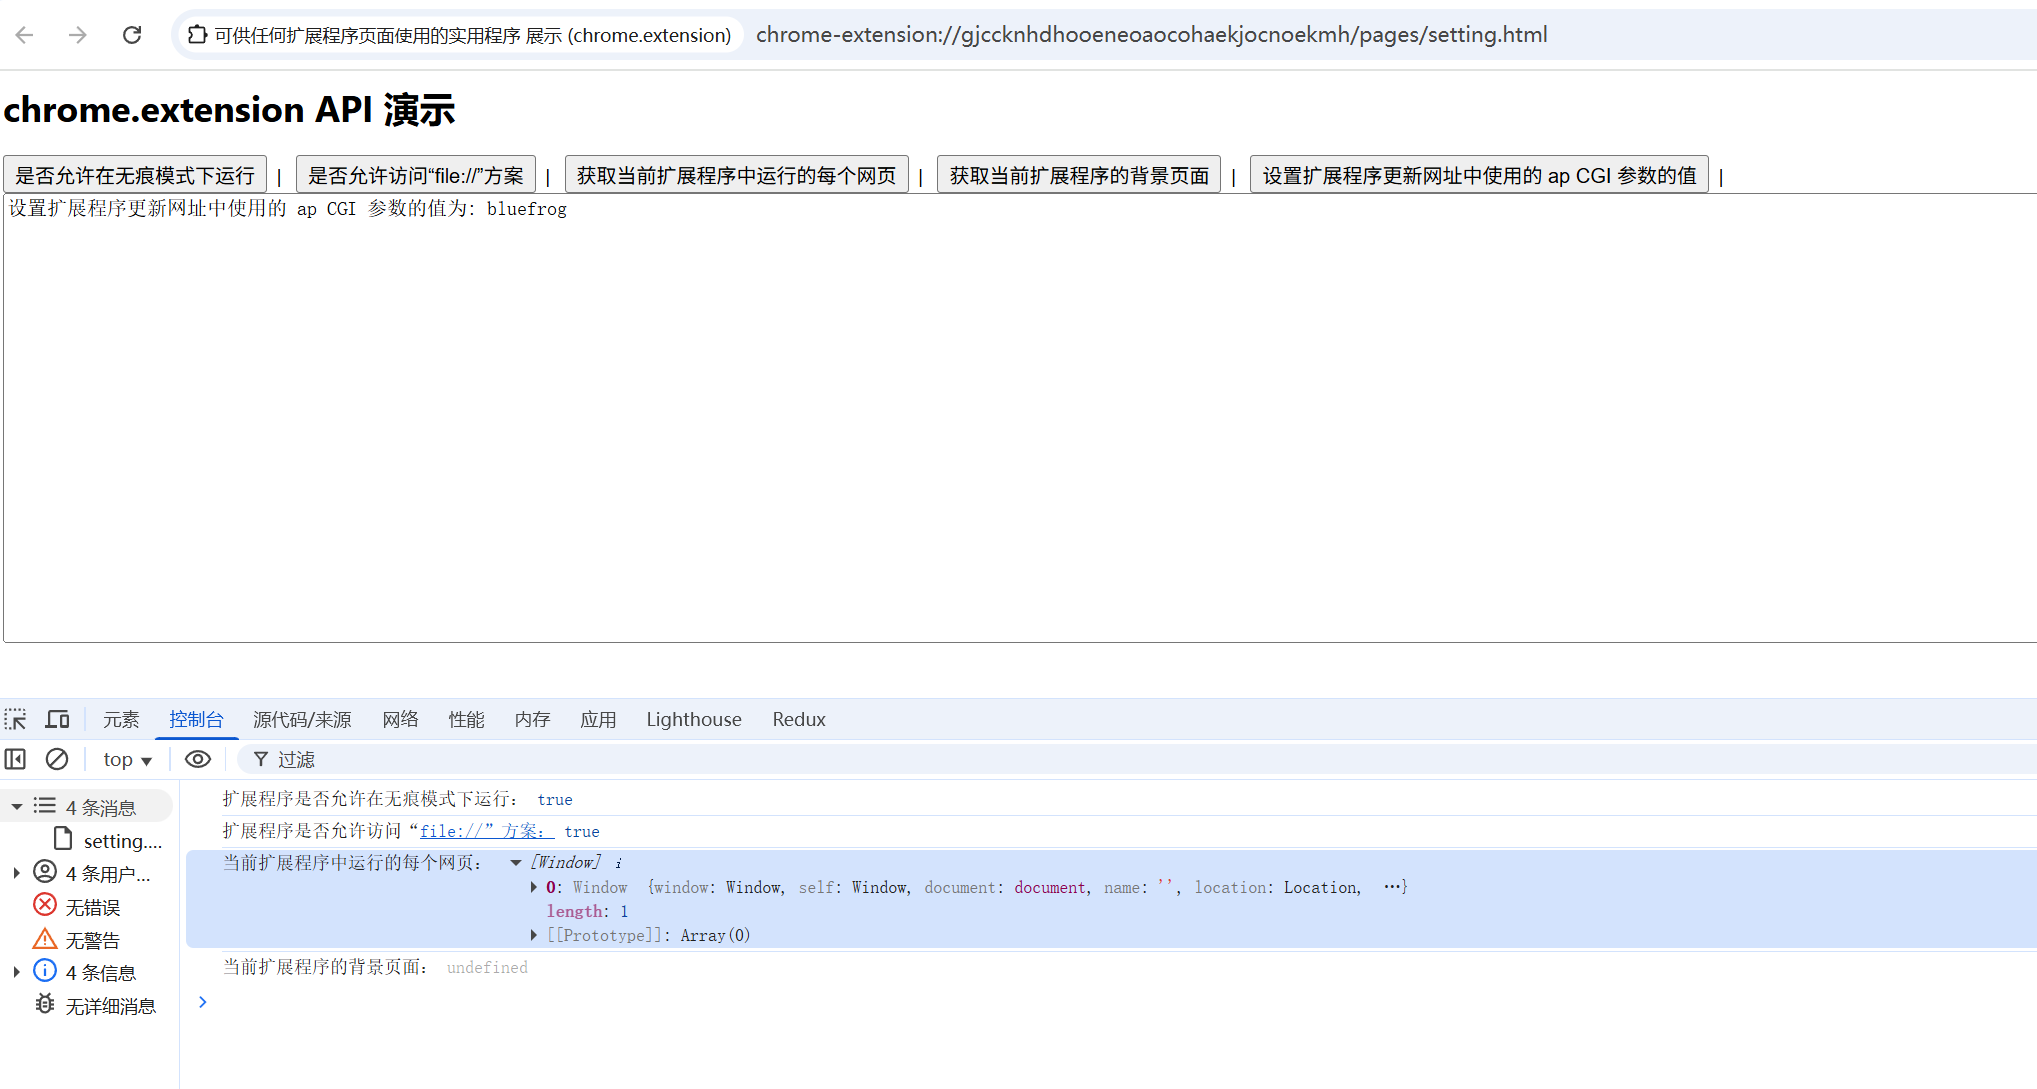 可供任何扩展程序页面使用的实用程序 展示 (chrome.extension) chrome-extension://gjccknhdhooeneoaocohaekjocnoekmh/pages/setting.html
chrome.extension API 演示
是否允许在无痕模式下运行 | 是否允许访问“file://”方案 | 获取当前扩展程序中运行的每个网页 | 获取当前扩展程序的背景页面 | 设置扩展程序更新网址中使用的 ap CGI 参数的值 |
设置扩展程序更新网址中使用的 ap CGI 参数的值为: bluefrog
元素 控制台 源代码/来源 网络 性能 内存 应用 Lighthouse Redux
top ▼ 过滤
4 条消息
setting....
4 条用户...
无错误
无警告
4 条信息
无详细消息
扩展程序是否允许在无痕模式下运行： true
扩展程序是否允许访问“file://”方案： true
当前扩展程序中运行的每个网页： ▼ [Window] i
▶ 0: Window {window: Window, self: Window, document: document, name: '', location: Location, …}
length: 1
▶ [[Prototype]]: Array(0)
当前扩展程序的背景页面： undefined
>